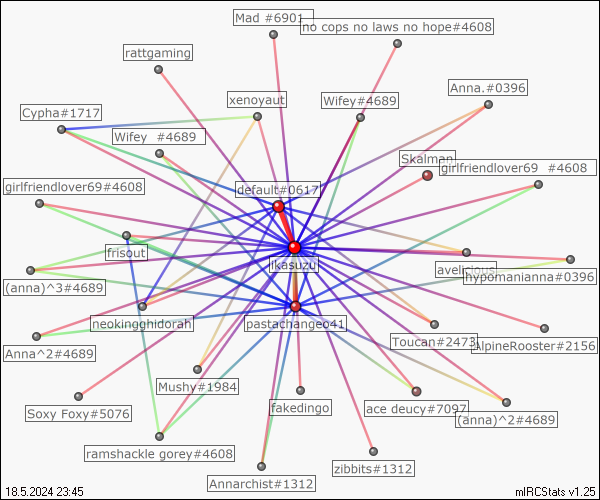 Mad #6901
no cops no laws no hope#4608
rattgaming
Anna.#0396
xenoyaut
Wifey#4689
Cypha#1717
Wifey #4689
Skalman
girlfriendlover69 #4608
girlfriendlover69#4608
default#0617
frisout
ikasuzu
avelicious
hypomanianna#0396
(anna)^3#4689
neokingghidorah
pastachangeo41
Toucan#2473
AlpineRooster#2156
Anna^2#4689
Mushy#1984
Soxy Foxy#5076
fakedingo
ace deucy#7097
(anna)^2#4689
ramshackle gorey#4608
zibbits#1312
Annarchist#1312
18.5.2024 23:45
mIRCStats v1.25